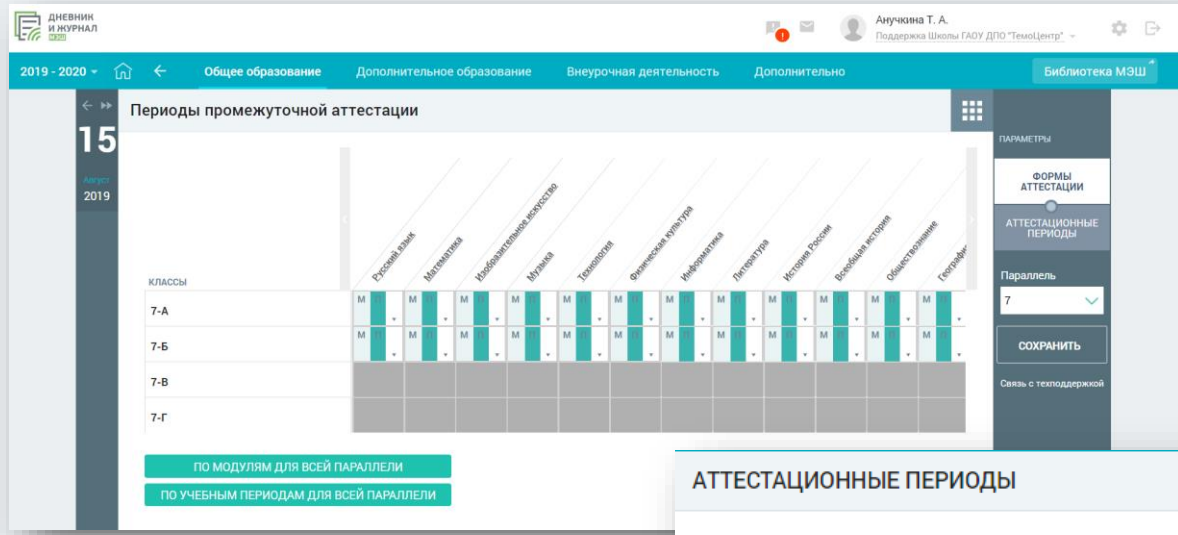 ДНЕВНИК
И ЖУРНАЛ
МЭШ
Анучкина Т. А.
Поддержка Школы ГАОУ ДПО "ТемоЦентр"
2019 - 2020
Общее образование
Дополнительное образование
Внеурочная деятельность
Дополнительно
Библиотека МЭШ
15
Август
2019
Периоды промежуточной аттестации
КЛАССЫ
Русский язык
Математика
Изобразительное искусство
Музыка
Технология
Физическая культура
Информатика
Литература
История России
Всеобщая история
Обществознание
Географи
7-А
М П М П М П М П М П М П М П М П М П М П М П М П
7-Б
М П М П М П М П М П М П М П М П М П М П М П М П
7-В
7-Г
ПО МОДУЛЯМ ДЛЯ ВСЕЙ ПАРАЛЛЕЛИ
ПО УЧЕБНЫМ ПЕРИОДАМ ДЛЯ ВСЕЙ ПАРАЛЛЕЛИ
ПАРАМЕТРЫ
ФОРМЫ
АТТЕСТАЦИИ
АТТЕСТАЦИОННЫЕ
ПЕРИОДЫ
Параллель
7
СОХРАНИТЬ
Связь с техподдержкой
АТТЕСТАЦИОННЫЕ ПЕРИОДЫ